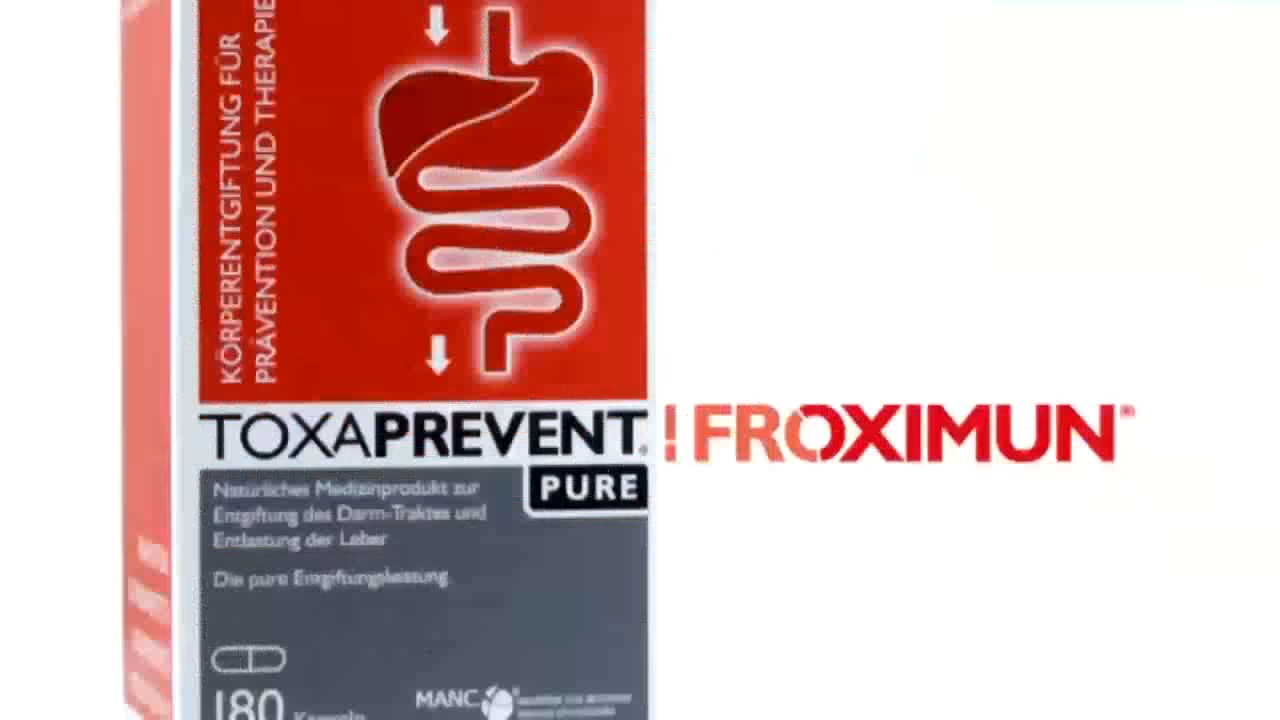 KÖRPERENTGIFTUNG FÜR
PRÄVENTION UND THERAPIE
TOXAPREVENT®
! FROXIMUN®
PURE
Natürliches Medizinprodukt zur
Entgiftung des Darm-Traktes und
Entlastung der Leber
Die pure Entgiftungsleistung.
180 Kapseln
MANC